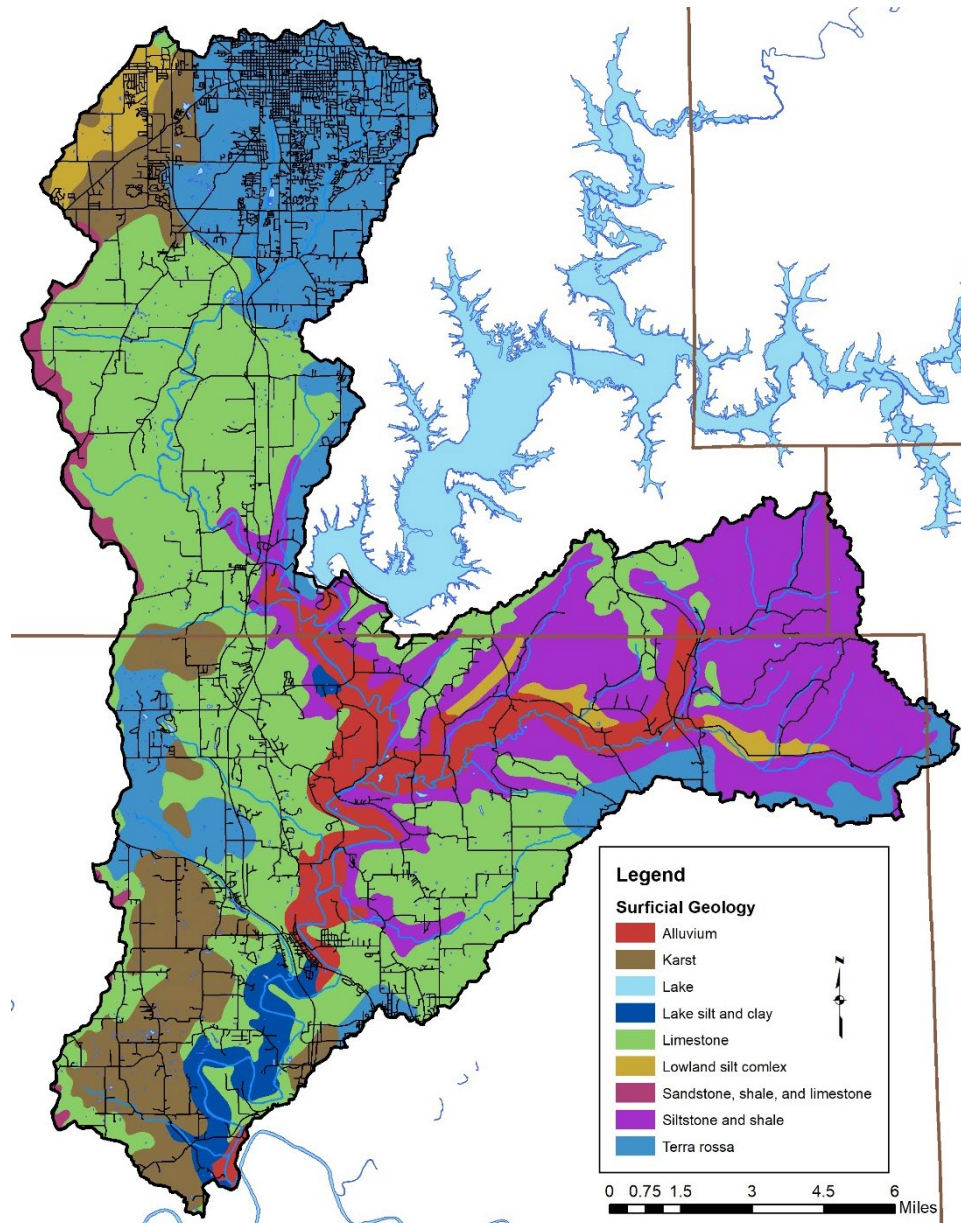 Legend
Surficial Geology
Alluvium
Karst
Lake
Lake silt and clay
Limestone
Lowland silt comlex
Sandstone, shale, and limestone
Siltstone and shale
Terra rossa
N
0 0.75 1.5 3 4.5 6
Miles